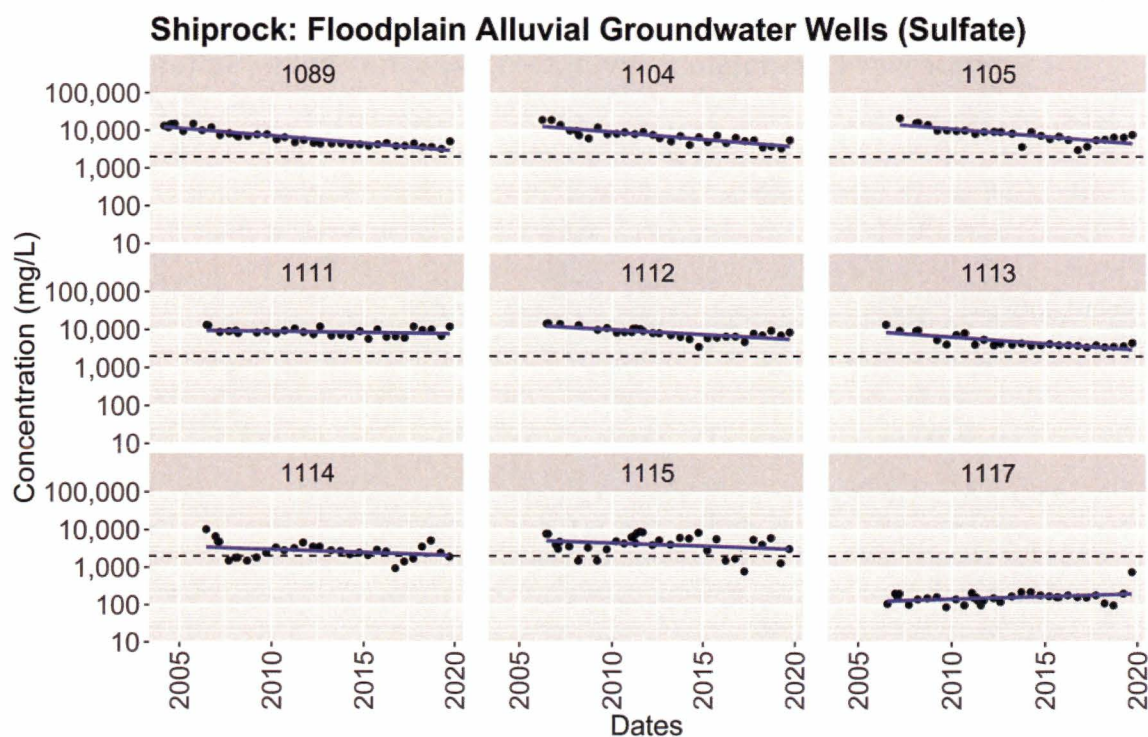 Shiprock: Floodplain Alluvial Groundwater Wells (Sulfate)
1089 1104 1105
100,000
10,000
1,000
100
10
1111 1112 1113
100,000
10,000
1,000
100
10
1114 1115 1117
100,000
10,000
1,000
100
10
Concentration (mg/L)
2005 2010 2015 2020 2005 2010 2015 2020 2005 2010 2015 2020
Dates